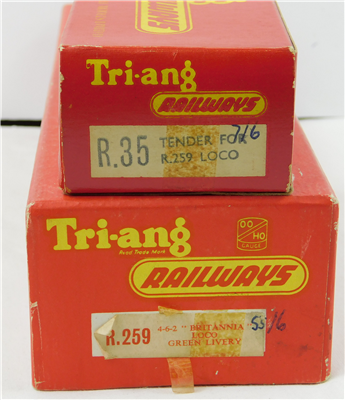 RAILWAYS
Tri-ang
RAILWAYS
R.35 TENDER FOR 7/6
R.259 LOCO
Tri-ang
Regd Trade Mark
OO
HO
GAUGE
RAILWAYS
R.259 4-6-2 "BRITANNIA" 55/6
LOCO
GREEN LIVERY